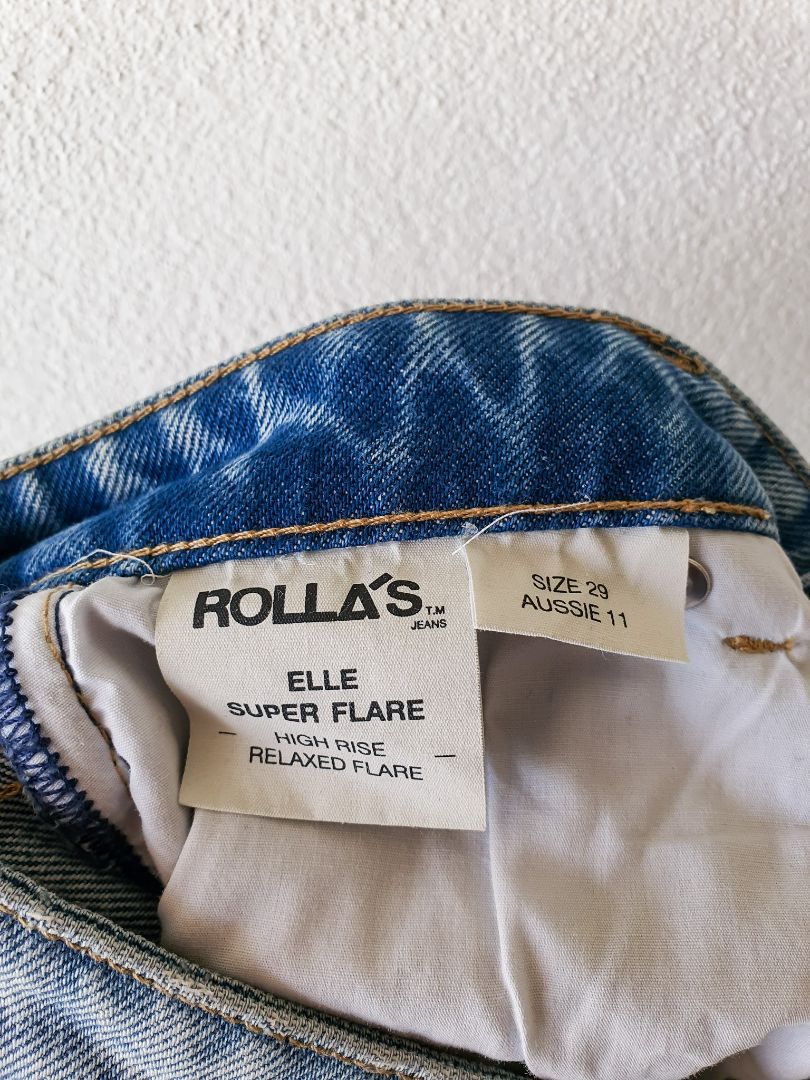 ROLLA'S T.M
JEANS
ELLE
SUPER FLARE
HIGH RISE
RELAXED FLARE
SIZE 29
AUSSIE 11